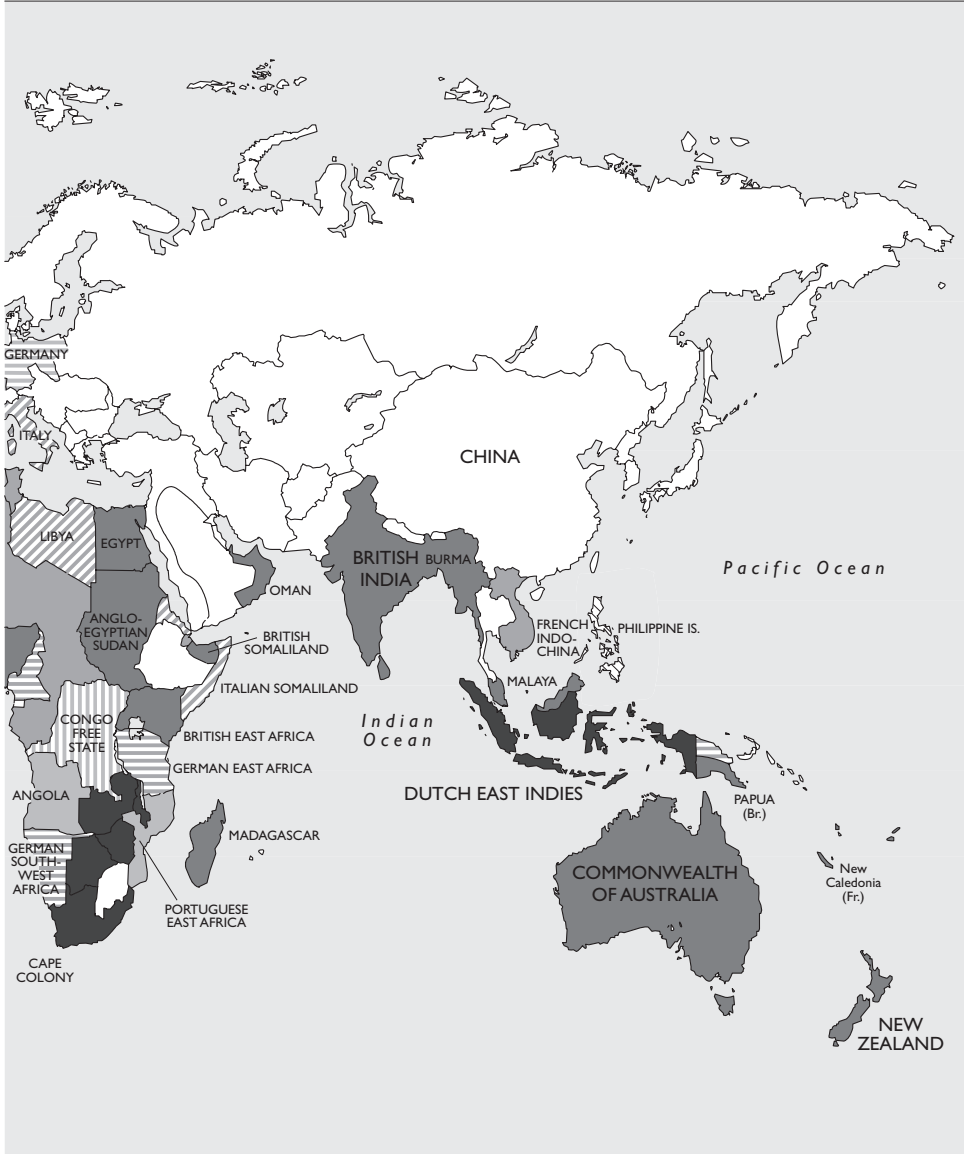 GERMANY
ITALY
CHINA
LIBYA
EGYPT
BRITISH
INDIA
BURMA
OMAN
Pacific Ocean
ANGLO-
EGYPTIAN
SUDAN
BRITISH
SOMALILAND
FRENCH
INDO-
CHINA
PHILIPPINE IS.
ITALIAN SOMALILAND
MALAYA
CONGO
FREE
STATE
Indian
Ocean
BRITISH EAST AFRICA
GERMAN EAST AFRICA
ANGOLA
DUTCH EAST INDIES
PAPUA
(Br.)
MADAGASCAR
GERMAN
SOUTH-
WEST
AFRICA
COMMONWEALTH
OF AUSTRALIA
New
Caledonia
(Fr.)
PORTUGUESE
EAST AFRICA
CAPE
COLONY
NEW
ZEALAND